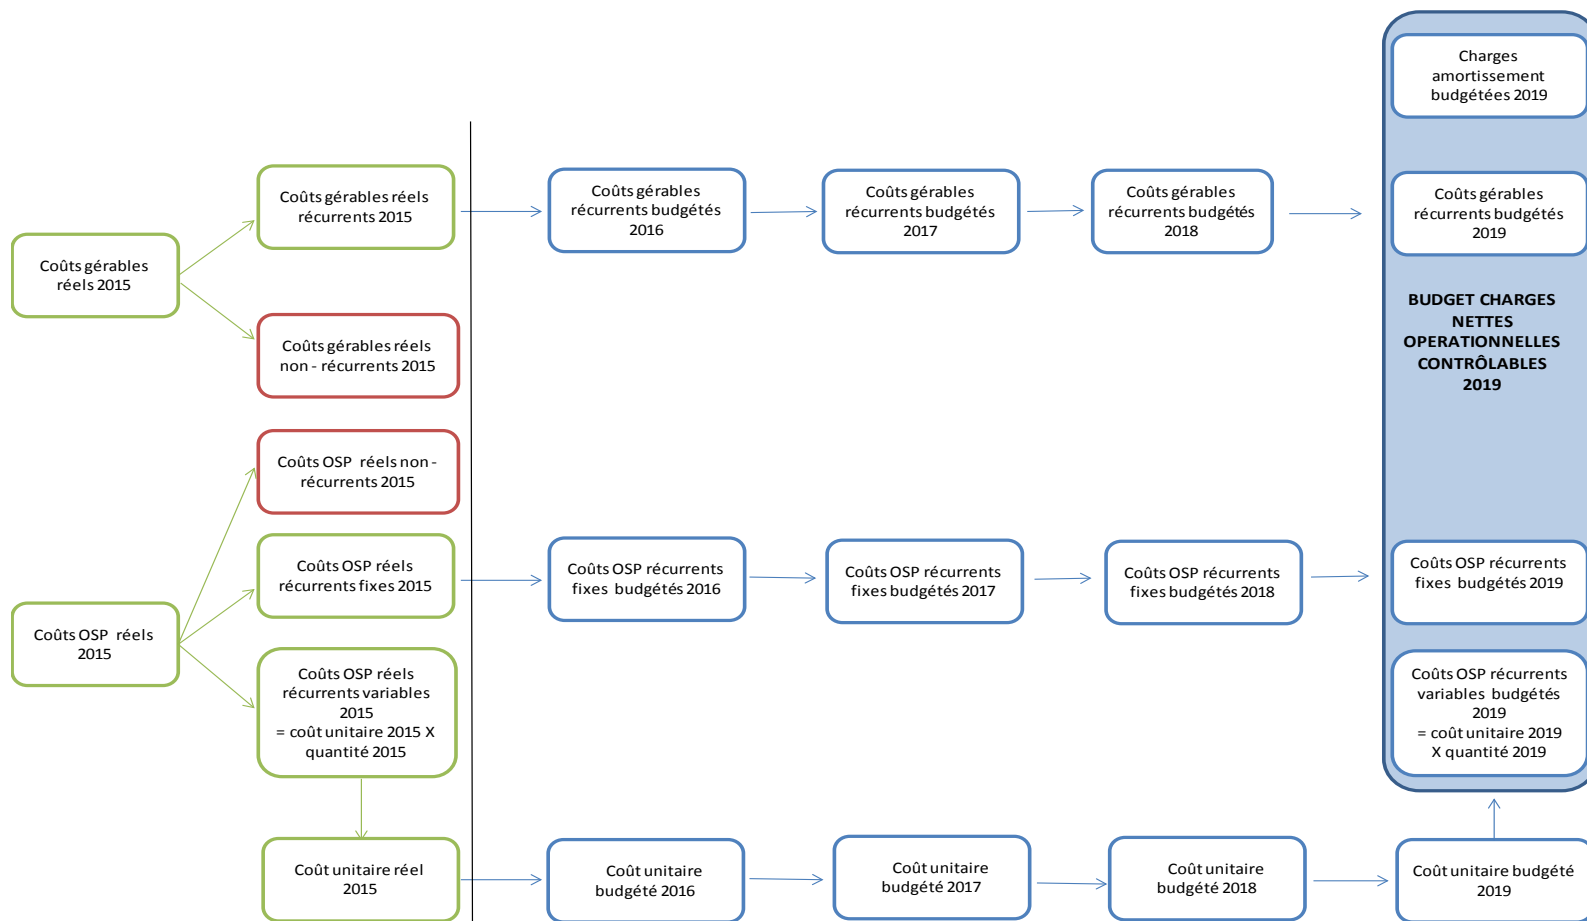 Charges
amortissement
budgétées 2019
Coûts gérables réels
récurrents 2015
Coûts gérables
récurrents budgétés
2016
Coûts gérables
récurrents budgétés
2017
Coûts gérables
récurrents budgétés
2018
Coûts gérables
récurrents budgétés
2019
Coûts gérables
réels 2015
Coûts gérables réels
non - récurrents 2015
BUDGET CHARGES
NETTES
OPERATIONNELLES
CONTRÔLABLES
2019
Coûts OSP réels non -
récurrents 2015
Coûts OSP réels
récurrents fixes 2015
Coûts OSP récurrents
fixes budgétés 2016
Coûts OSP récurrents
fixes budgétés 2017
Coûts OSP récurrents
fixes budgétés 2018
Coûts OSP récurrents
fixes budgétés 2019
Coûts OSP réels
2015
Coûts OSP réels
récurrents variables
2015
= coût unitaire 2015 X
quantité 2015
Coûts OSP récurrents
variables budgétés
2019
= coût unitaire 2019
X quantité 2019
Coût unitaire réel
2015
Coût unitaire
budgété 2016
Coût unitaire
budgété 2017
Coût unitaire
budgété 2018
Coût unitaire budgété
2019